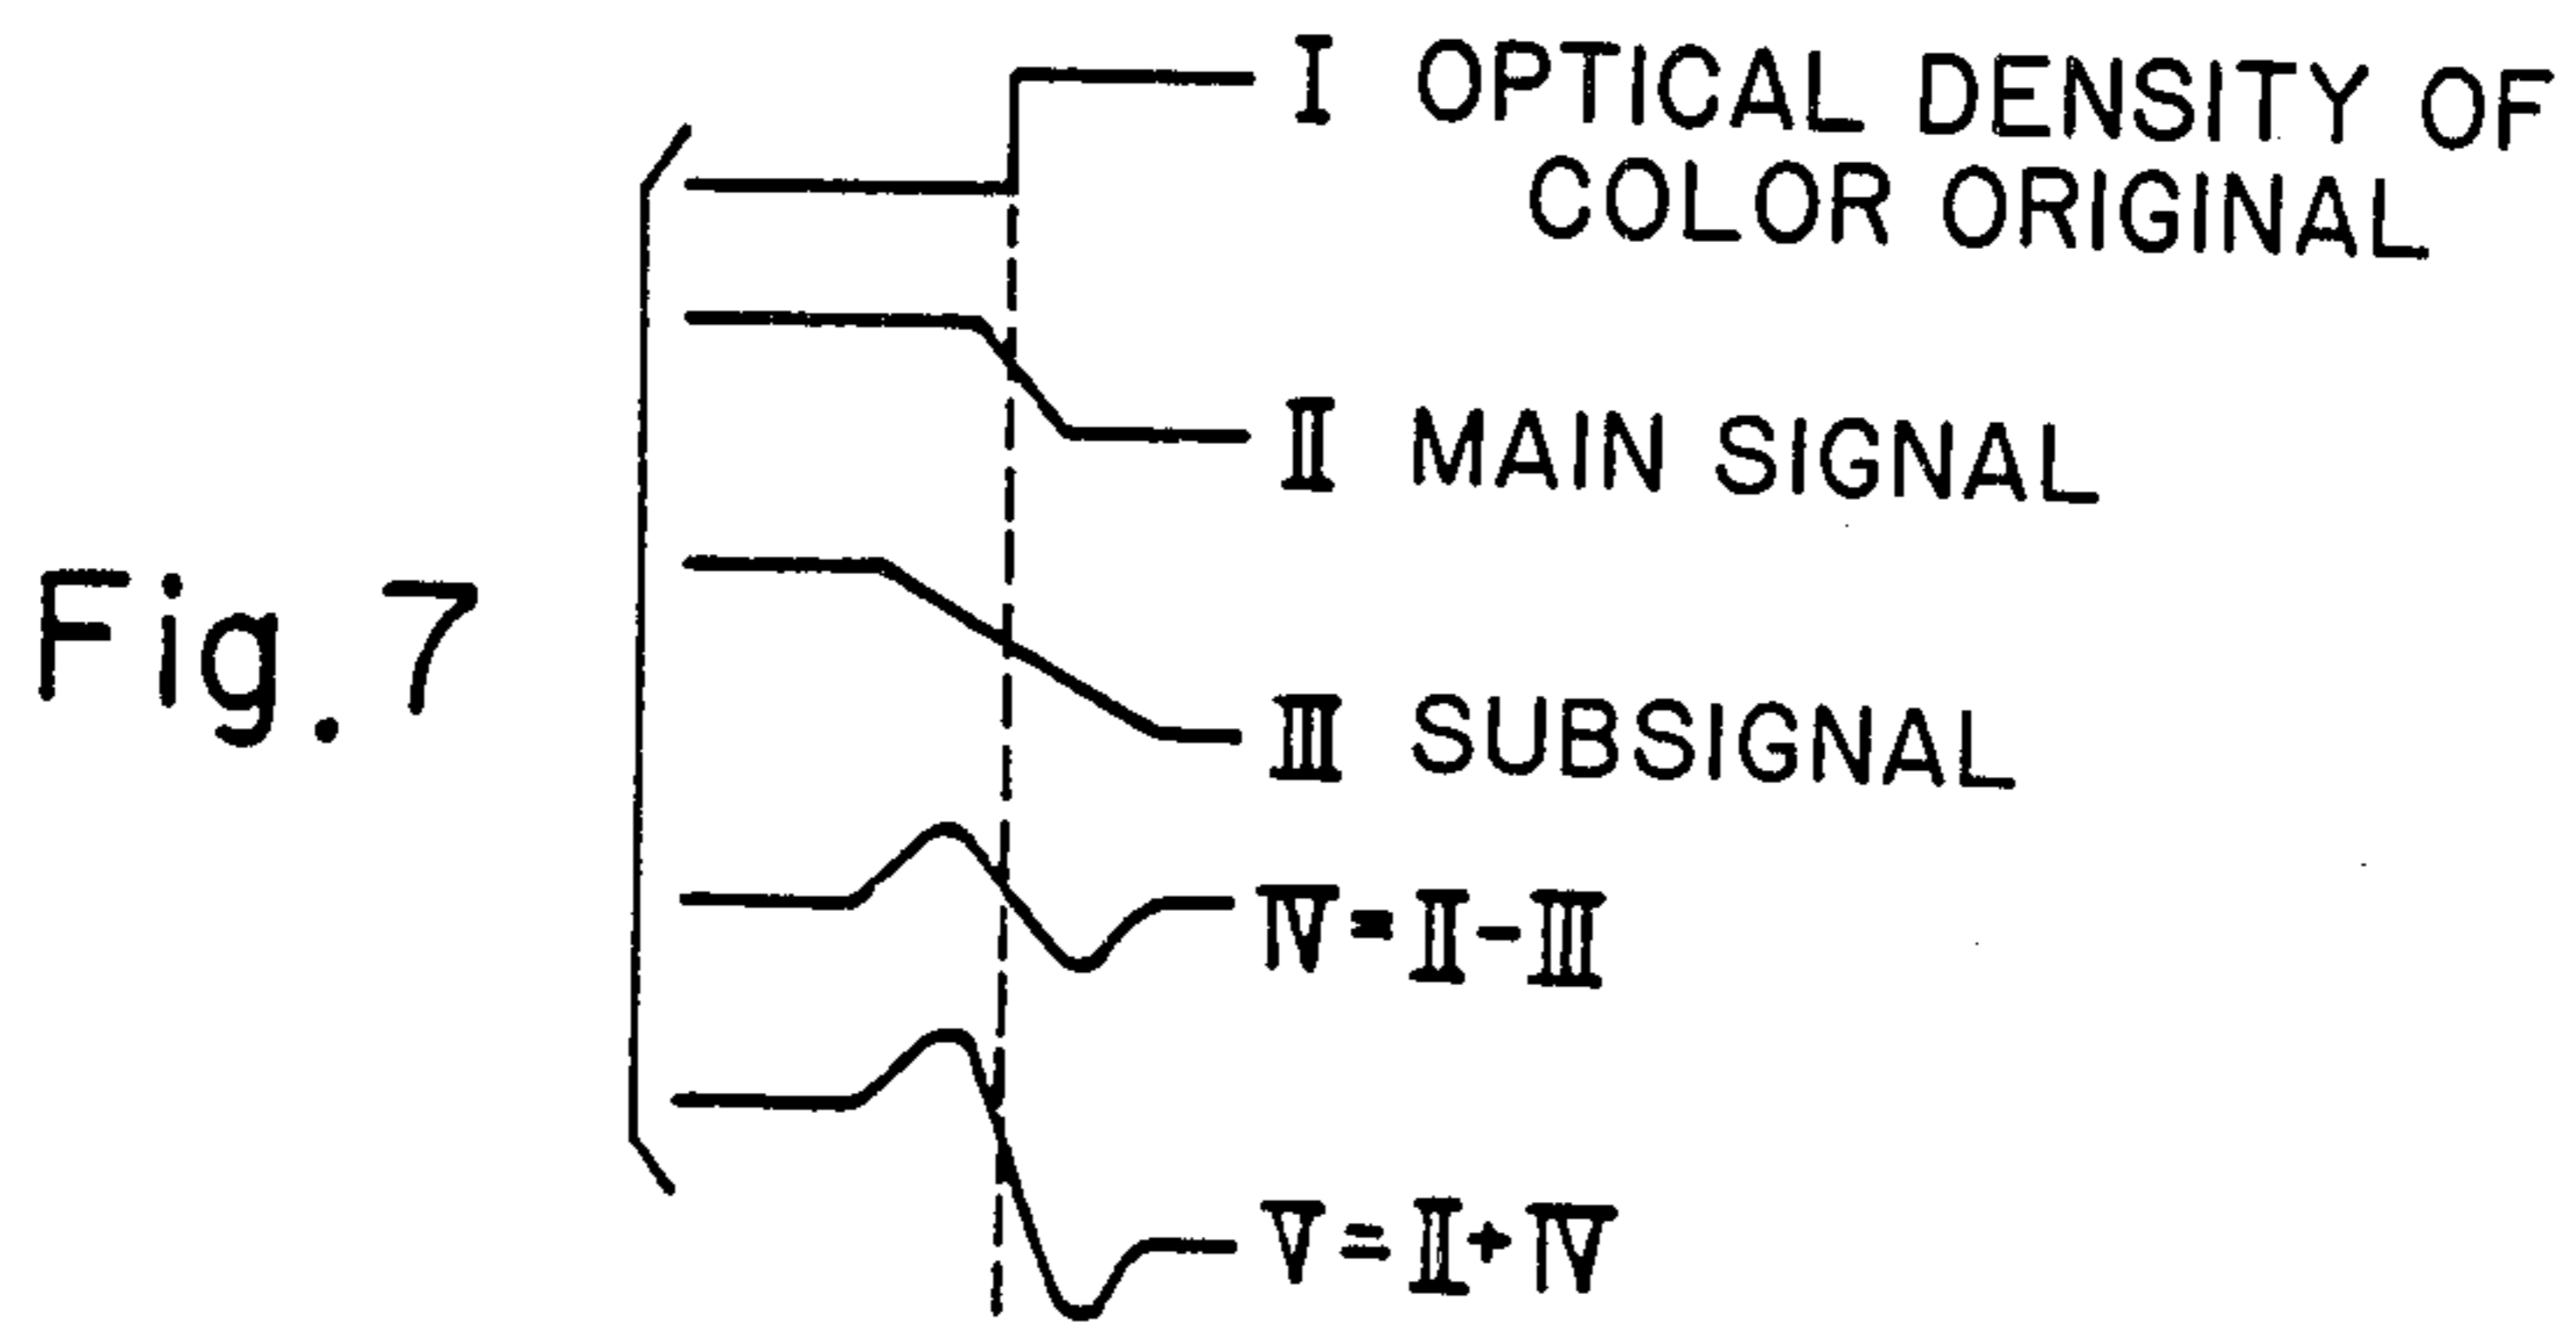 I OPTICAL DENSITY OF
COLOR ORIGINAL
II MAIN SIGNAL
Fig.7
III SUBSIGNAL
IV=II-III
V=II+IV